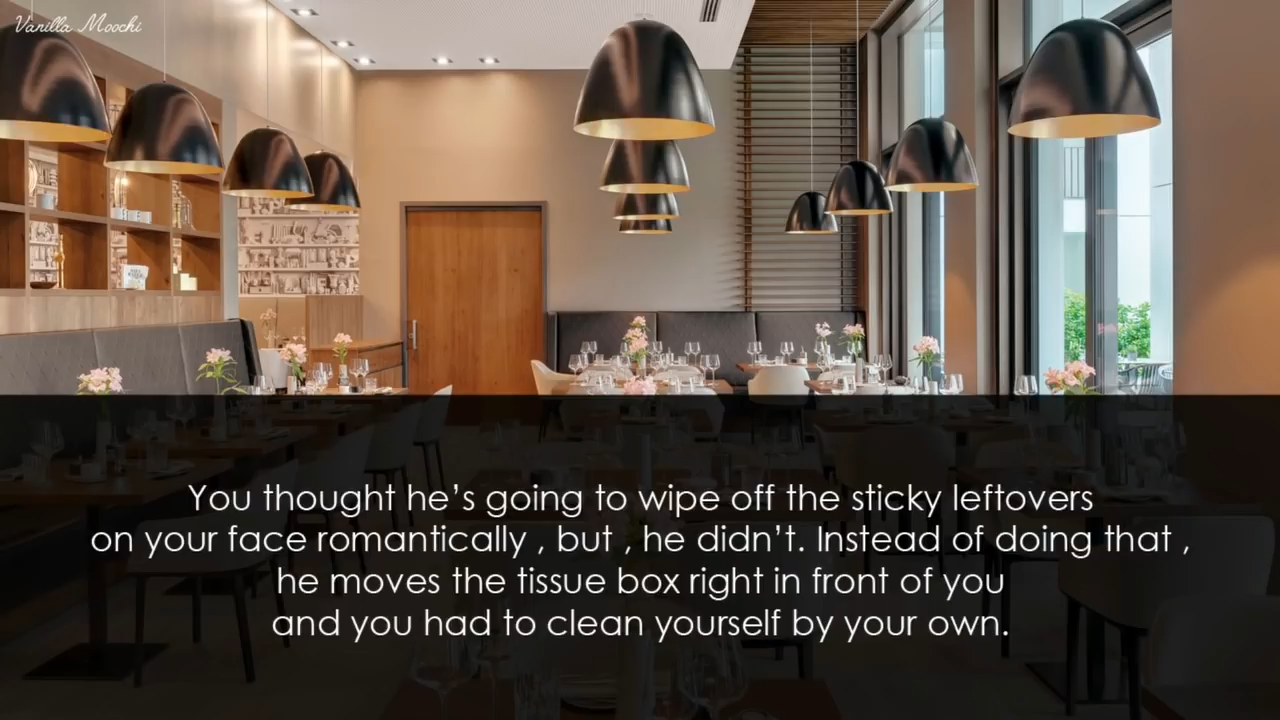 Vanilla Moochi
You thought he's going to wipe off the sticky leftovers
on your face romantically , but , he didn't. Instead of doing that ,
he moves the tissue box right in front of you
and you had to clean yourself by your own.